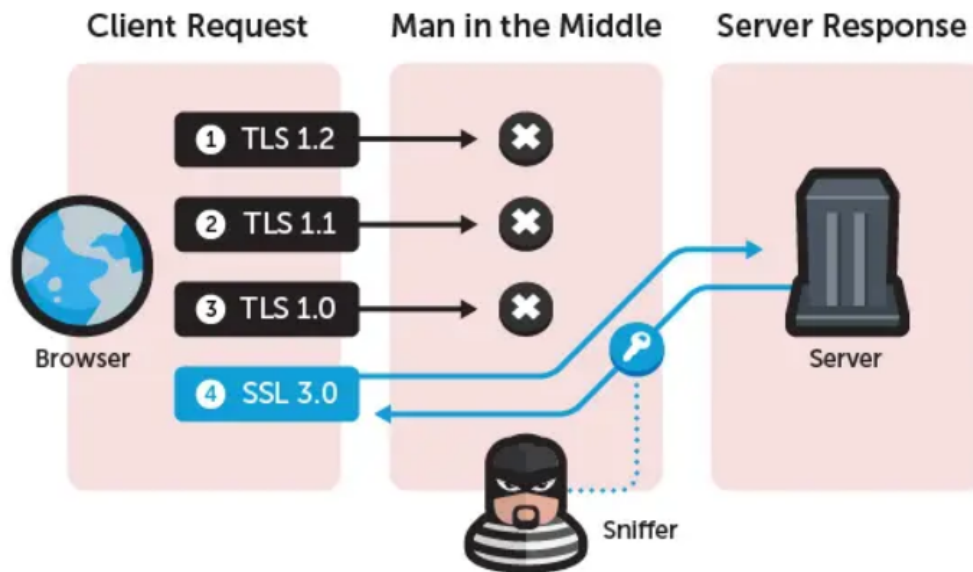 Client Request
Man in the Middle
Server Response
1 TLS 1.2
2 TLS 1.1
3 TLS 1.0
4 SSL 3.0
Browser
Server
Sniffer